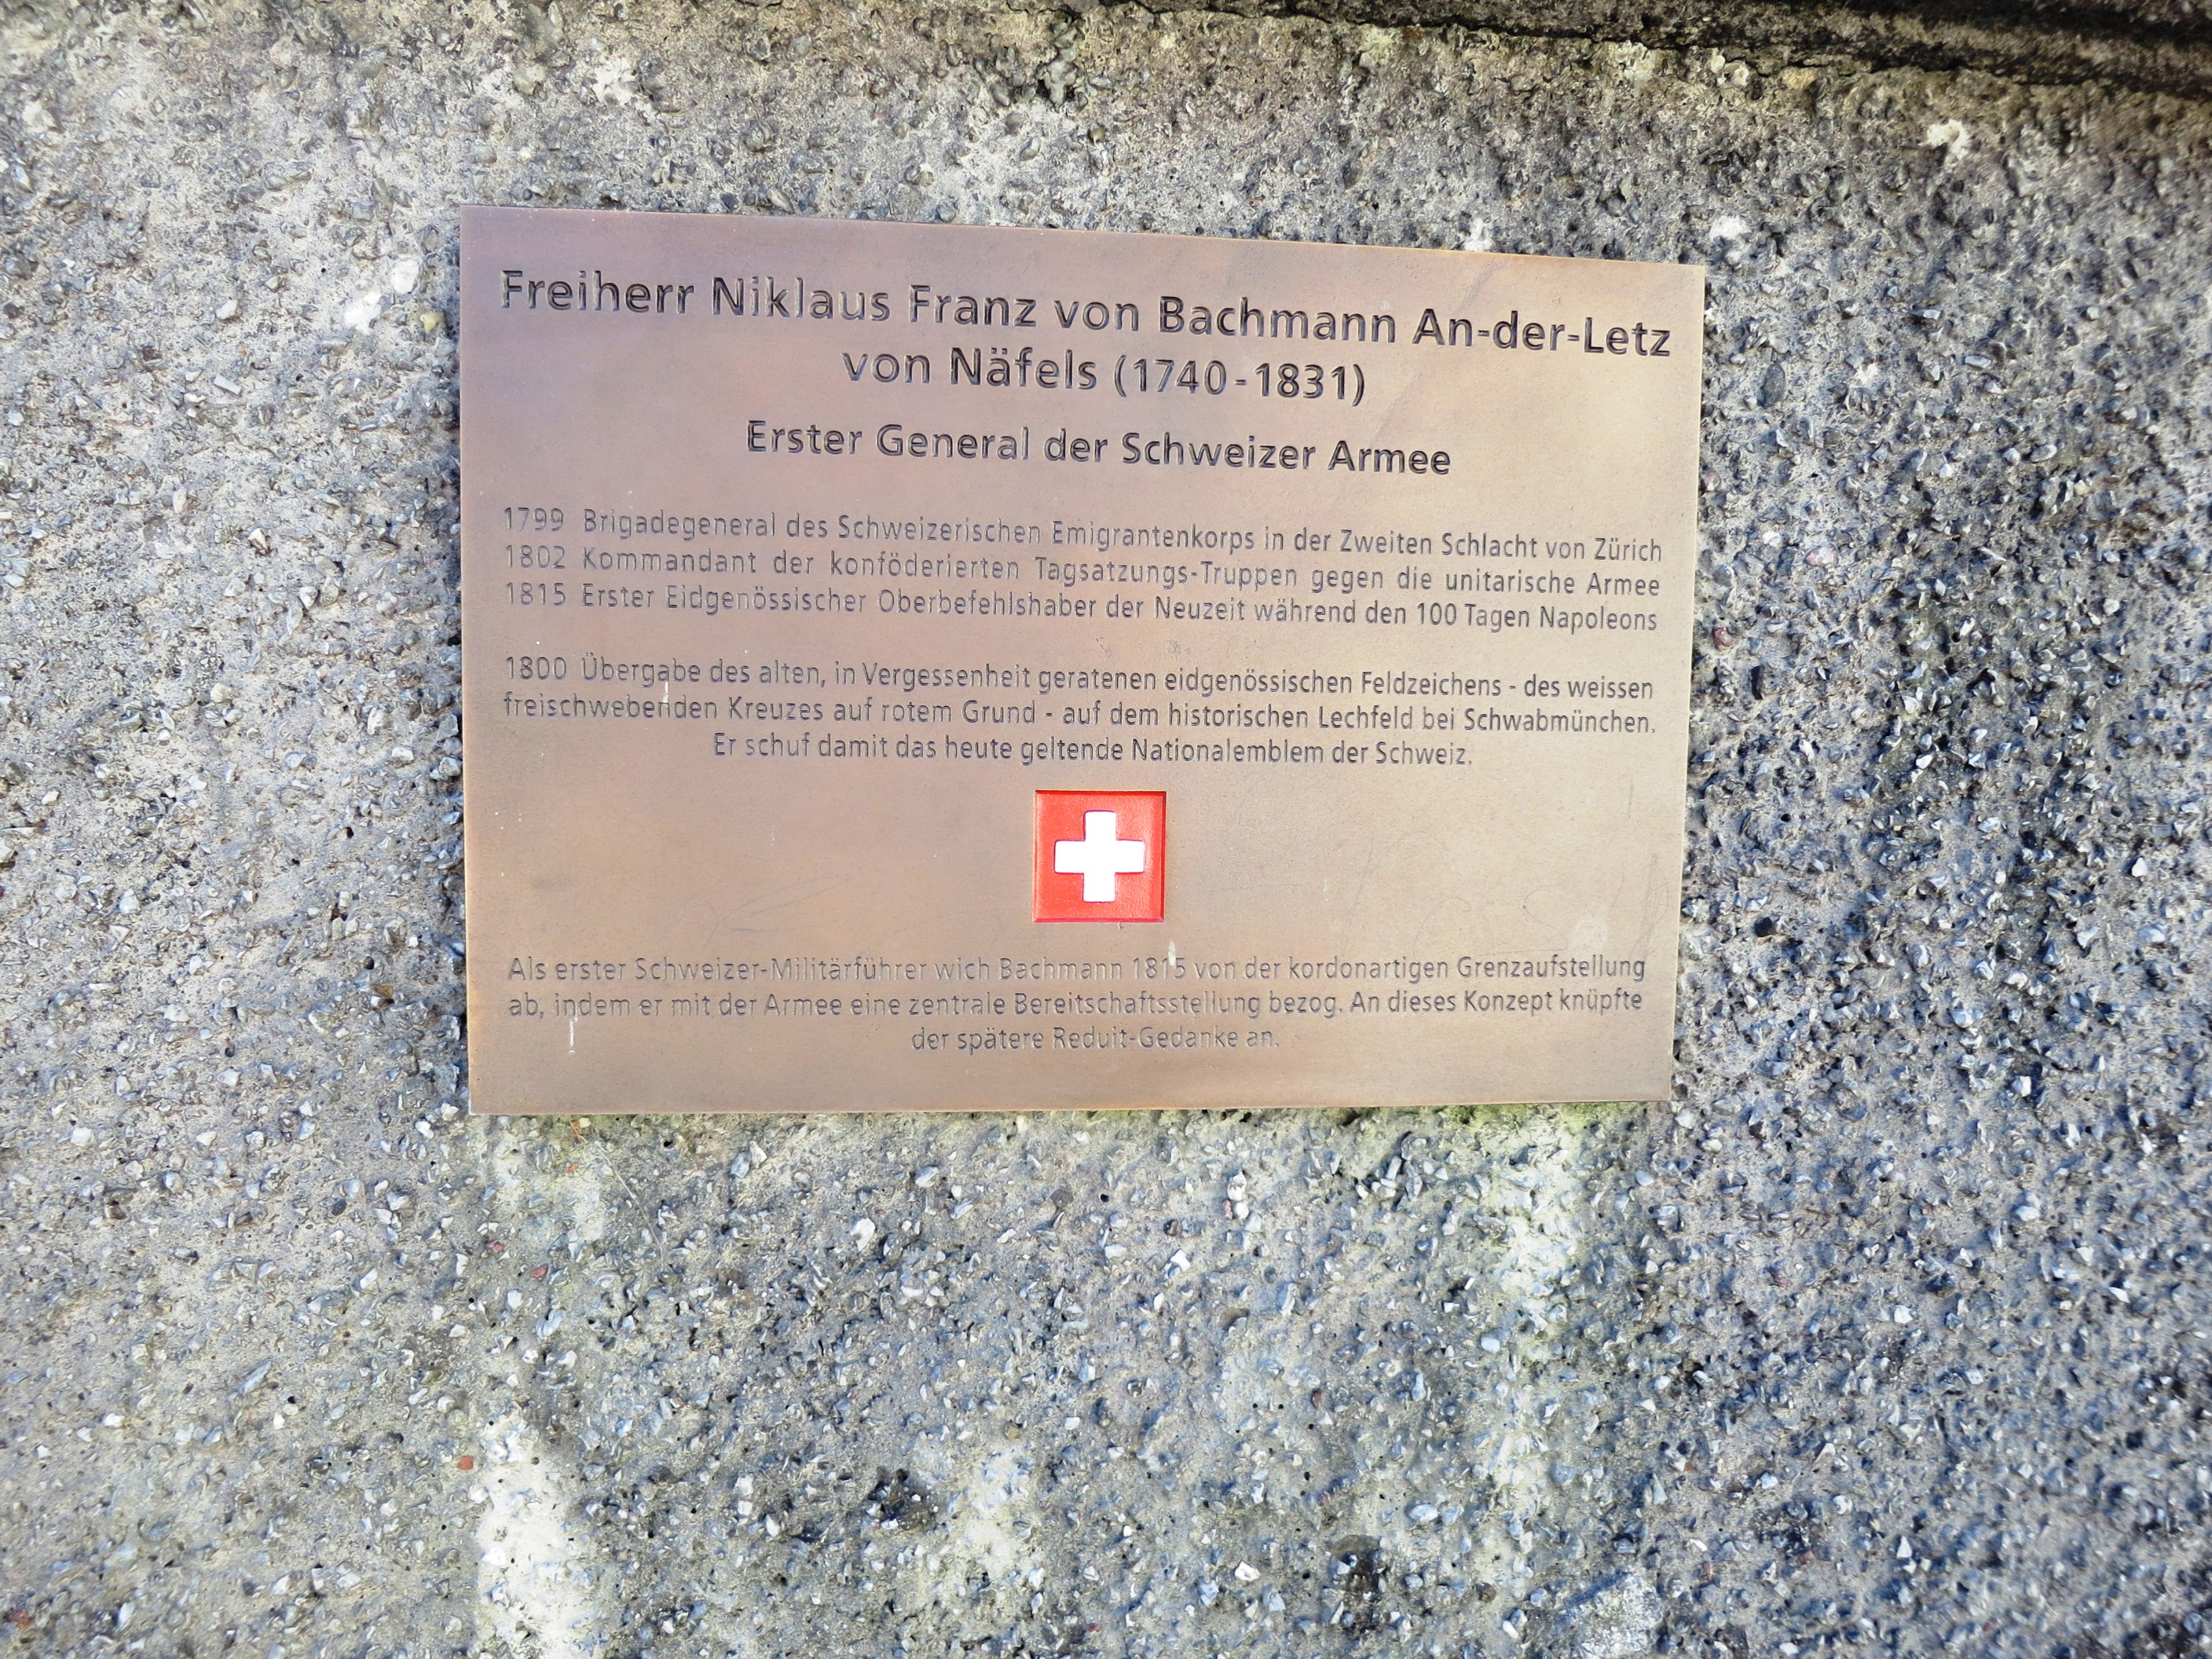 Freiherr Niklaus Franz von Bachmann An-der-Letz
von Näfels (1740-1831)
Erster General der Schweizer Armee
1799 Brigadegeneral des Schweizerischen Emigrantenkorps in der Zweiten Schlacht von Zürich
1802 Kommandant der konföderierten Tagsatzungs-Truppen gegen die unitarische Armee
1815 Erster Eidgenössischer Oberbefehlshaber der Neuzeit während den 100 Tagen Napoleons
1800 Übergabe des alten, in Vergessenheit geratenen eidgenössischen Feldzeichens - des weissen
freischwebenden Kreuzes auf rotem Grund - auf dem historischen Lechfeld bei Schwabmünchen.
Er schuf damit das heute geltende Nationalemblem der Schweiz.
Als erster Schweizer-Militärführer wich Bachmann 1815 von der kordonartigen Grenzaufstellung
ab, indem er mit der Armee eine zentrale Bereitschaftsstellung bezog. An dieses Konzept knüpfte
der spätere Reduit-Gedanke an.